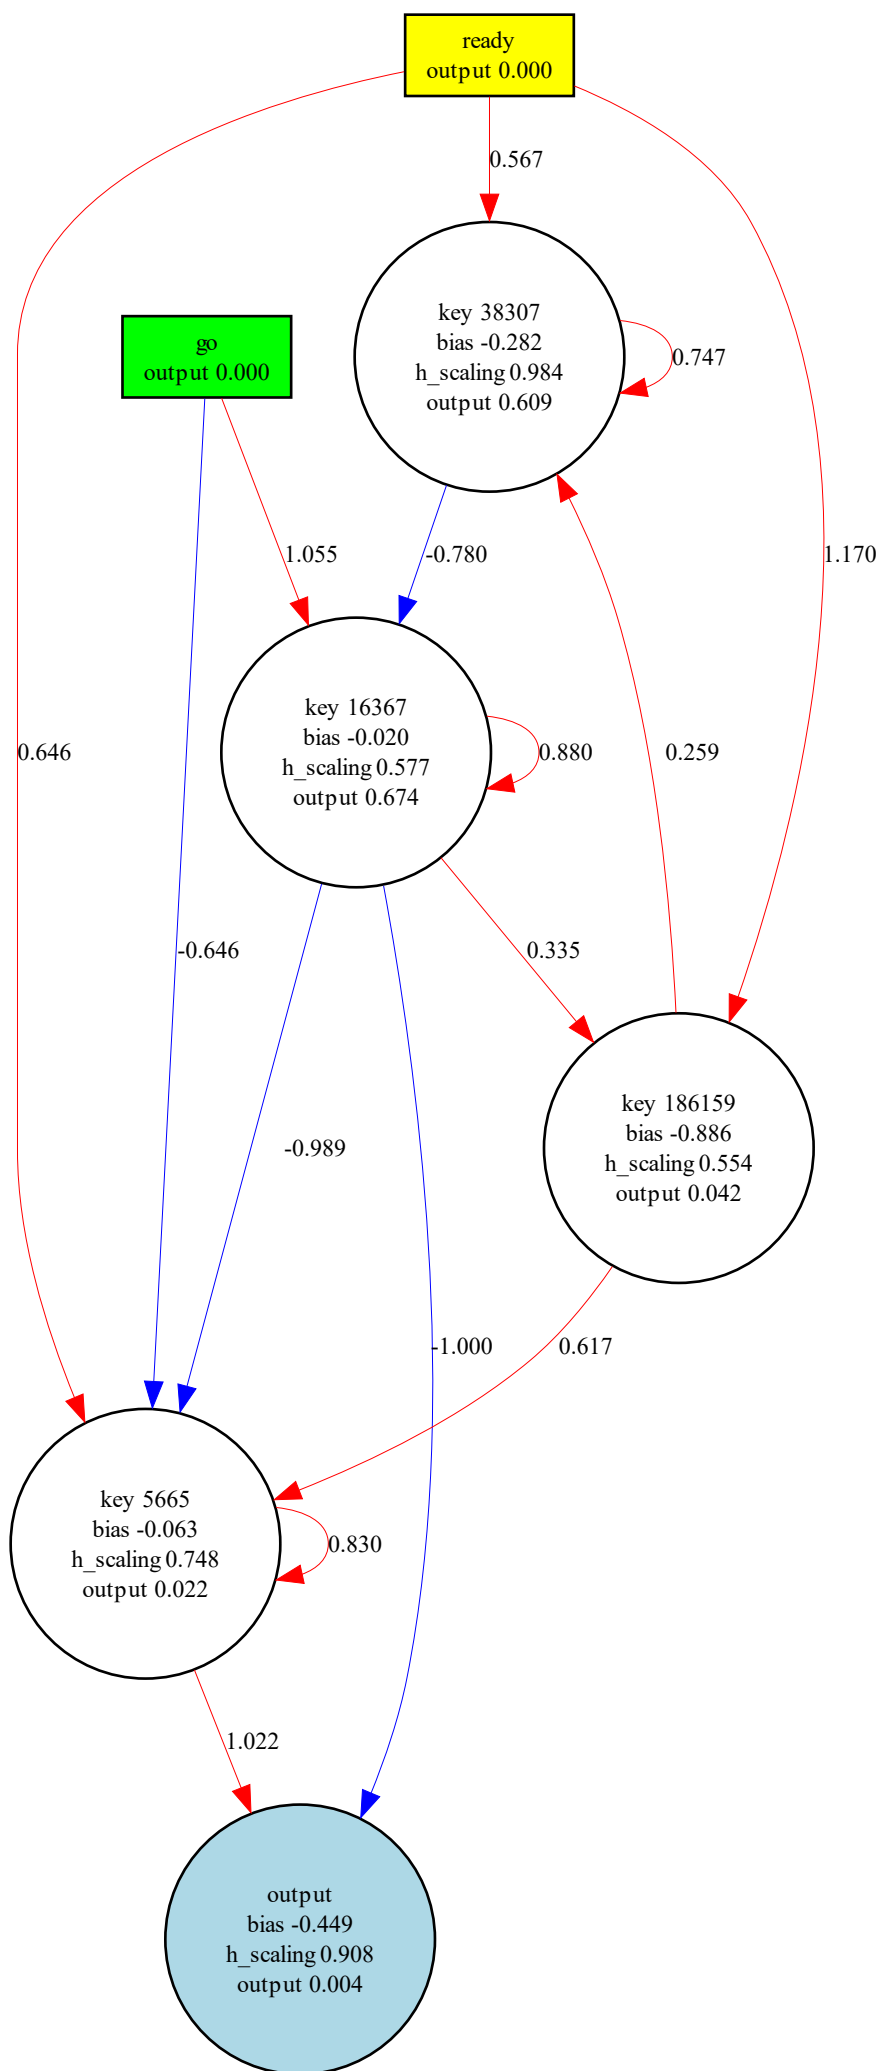 ready
output 0.000
0.567
go
output 0.000
key 38307
bias -0.282
h_scaling 0.984
output 0.609
0.747
1.055
-0.780
1.170
key 16367
bias -0.020
h_scaling 0.577
output 0.674
0.646
0.880
0.259
-0.646
0.335
key 186159
bias -0.886
h_scaling 0.554
output 0.042
-0.989
-1.000
0.617
key 5665
bias -0.063
h_scaling 0.748
output 0.022
0.830
1.022
output
bias -0.449
h_scaling 0.908
output 0.004